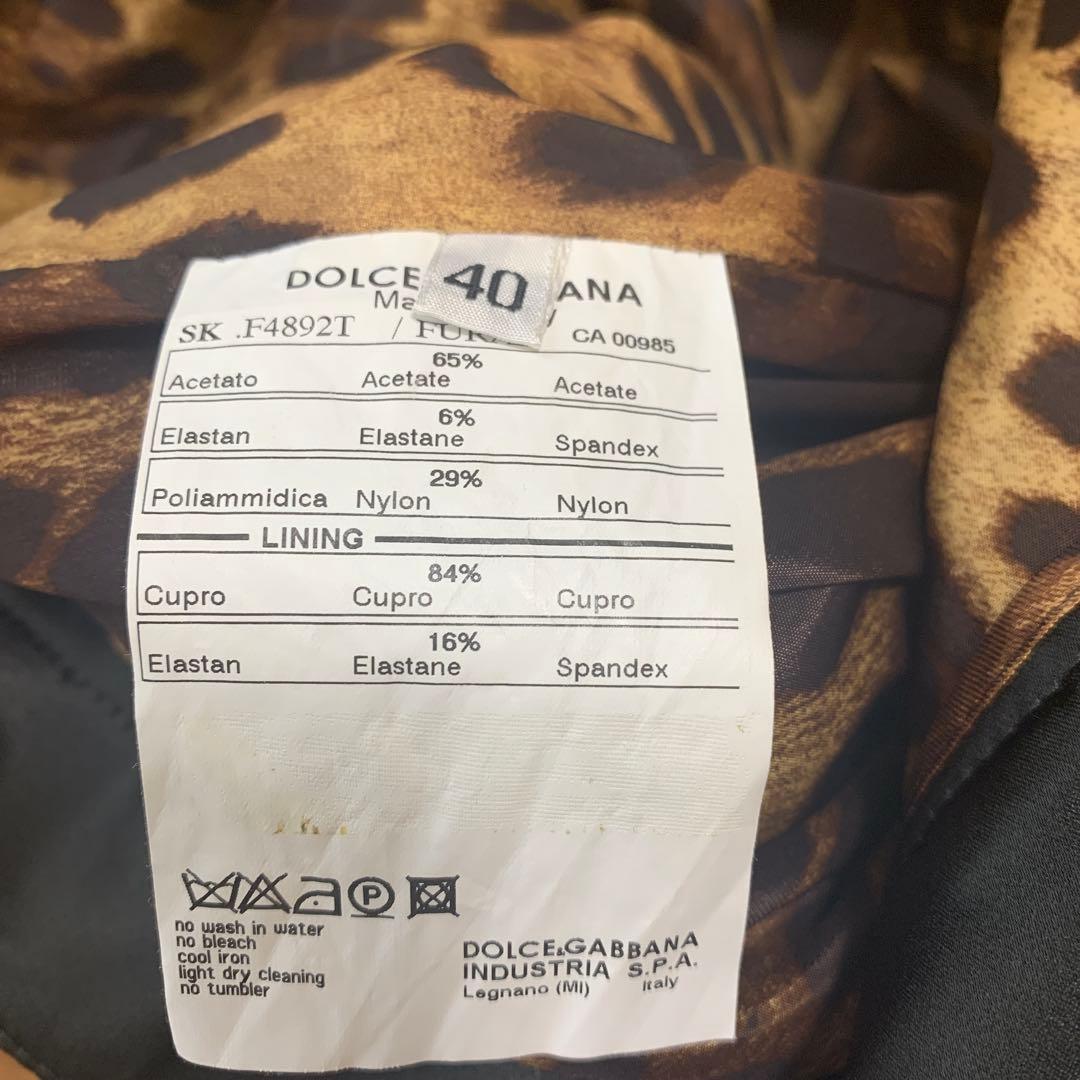 DOLCE ANA
40
Ma y
SK .F4892T / FUR CA 00985
65%
Acetato Acetate Acetate
6%
Elastan Elastane Spandex
29%
Poliammidica Nylon Nylon
LINING
84%
Cupro Cupro Cupro
16%
Elastan Elastane Spandex
P
no wash in water
no bleach
cool iron
light dry cleaning
no tumbler
DOLCE&GABBANA
INDUSTRIA S.P.A.
Legnano (MI) Italy